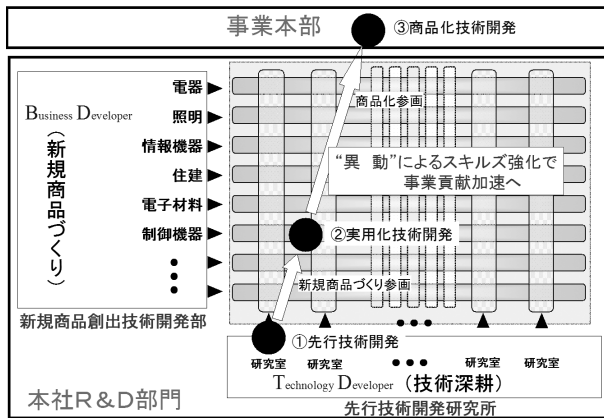 事業本部
③商品化技術開発
電器
Business Developer
照明
商品化参画
(新規商品づくり)
情報機器
住建
“異　動”によるスキルズ強化で
事業貢献加速へ
電子材料
制御機器
②実用化技術開発
新規商品づくり参画
新規商品創出技術開発部
①先行技術開発
研究室
研究室
研究室
研究室
Technology Developer (技術深耕)
本社R&D部門
先行技術開発研究所